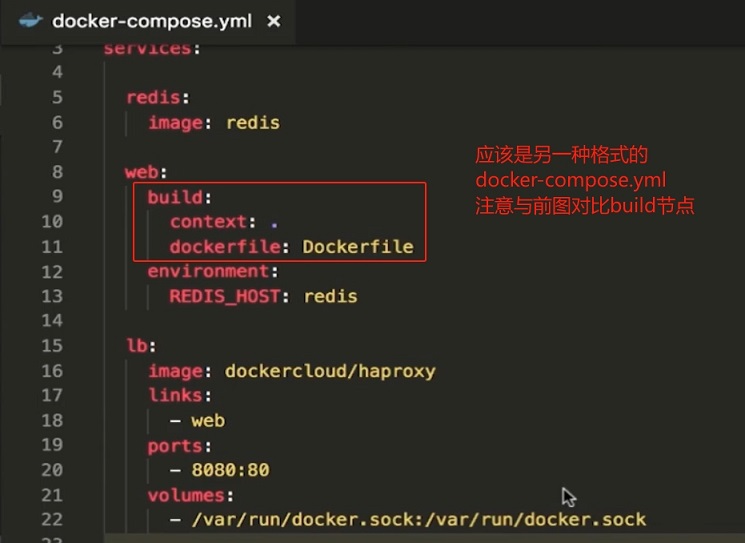 docker-compose.yml ×
3 services:
4
5 redis:
6 image: redis
7
8 web:
9 build:
10 context: .
11 dockerfile: Dockerfile
12 environment:
13 REDIS_HOST: redis
14
15 lb:
16 image: dockercloud/haproxy
17 links:
18 - web
19 ports:
20 - 8080:80
21 volumes:
22 - /var/run/docker.sock:/var/run/docker.sock
23
应该是另一种格式的
docker-compose.yml
注意与前图对比build节点